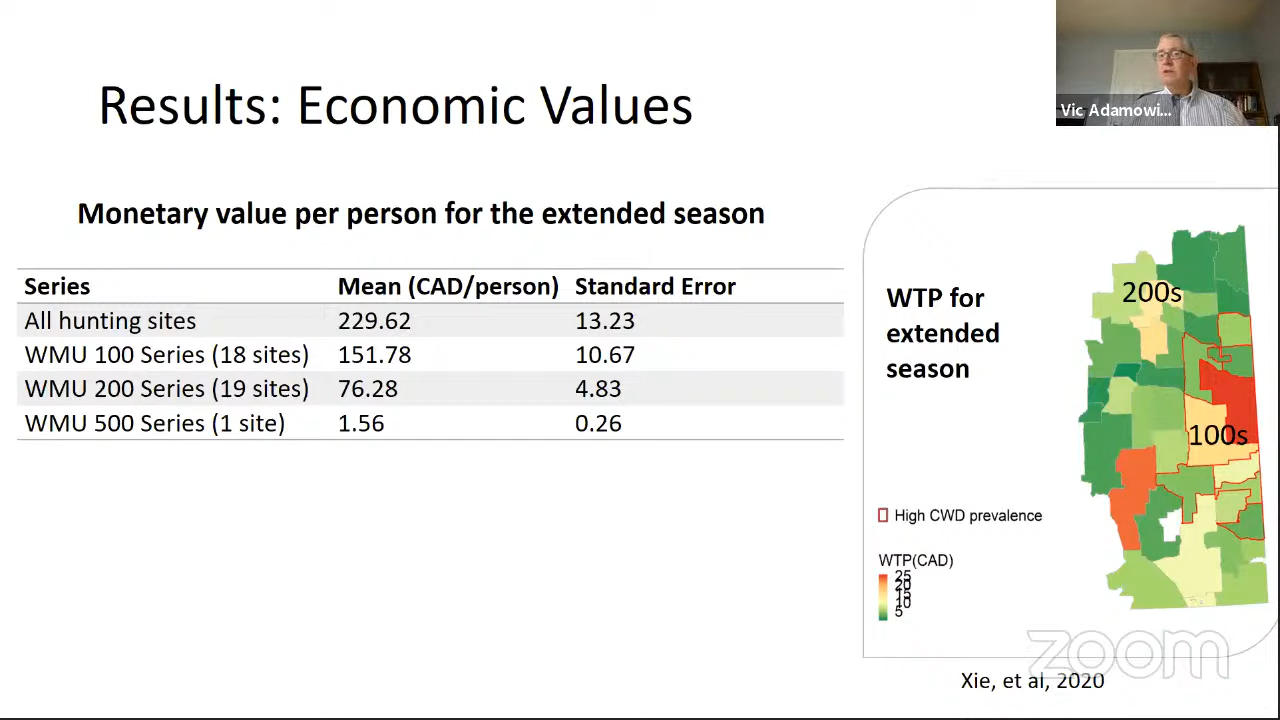 Results: Economic Values
Vic Adamowi...
Monetary value per person for the extended season
Series Mean (CAD/person) Standard Error
All hunting sites 229.62 13.23
WMU 100 Series (18 sites) 151.78 10.67
WMU 200 Series (19 sites) 76.28 4.83
WMU 500 Series (1 site) 1.56 0.26
WTP for
extended
season
200s
100s
High CWD prevalence
WTP(CAD)
25
20
15
10
5
zoom
Xie, et al, 2020